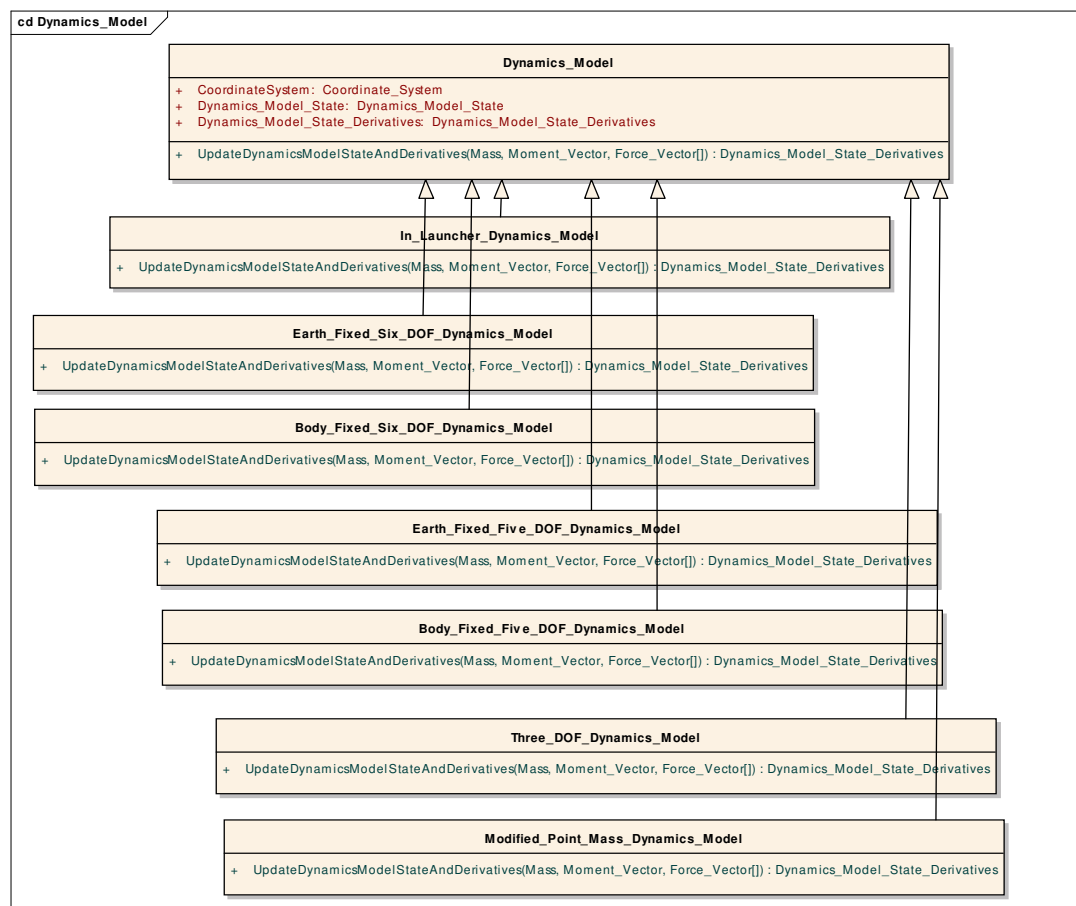 cd Dynamics_Model
Dynamics_Model
+ CoordinateSystem: Coordinate_System
+ Dynamics_Model_State: Dynamics_Model_State
+ Dynamics_Model_State_Derivatives: Dynamics_Model_State_Derivatives
+ UpdateDynamicsModelStateAndDerivatives(Mass, Moment_Vector, Force_Vector[]) : Dynamics_Model_State_Derivatives
In_Launcher_Dynamics_Model
+ UpdateDynamicsModelStateAndDerivatives(Mass, Moment_Vector, Force_Vector[]) : Dynamics_Model_State_Derivatives
Earth_Fixed_Six_DOF_Dynamics_Model
+ UpdateDynamicsModelStateAndDerivatives(Mass, Moment_Vector, Force_Vector[]) : Dynamics_Model_State_Derivatives
Body_Fixed_Six_DOF_Dynamics_Model
+ UpdateDynamicsModelStateAndDerivatives(Mass, Moment_Vector, Force_Vector[]) : Dynamics_Model_State_Derivatives
Earth_Fixed_Five_DOF_Dynamics_Model
+ UpdateDynamicsModelStateAndDerivatives(Mass, Moment_Vector, Force_Vector[]) : Dynamics_Model_State_Derivatives
Body_Fixed_Five_DOF_Dynamics_Model
+ UpdateDynamicsModelStateAndDerivatives(Mass, Moment_Vector, Force_Vector[]) : Dynamics_Model_State_Derivatives
Three_DOF_Dynamics_Model
+ UpdateDynamicsModelStateAndDerivatives(Mass, Moment_Vector, Force_Vector[]) : Dynamics_Model_State_Derivatives
Modified_Point_Mass_Dynamics_Model
+ UpdateDynamicsModelStateAndDerivatives(Mass, Moment_Vector, Force_Vector[]) : Dynamics_Model_State_Derivatives